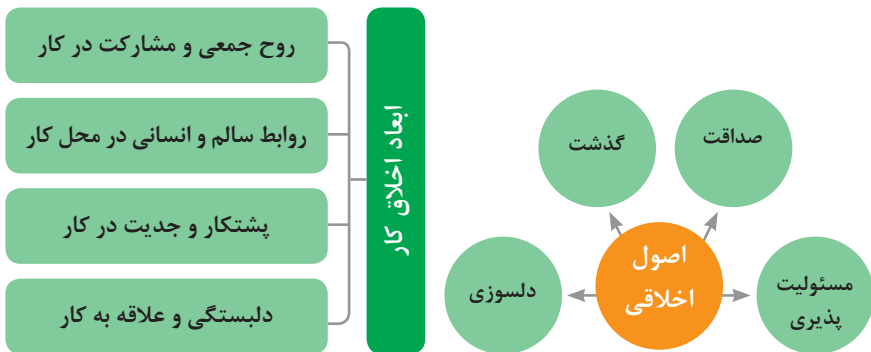 صداقت
گذشت
مسئولیت
پذیری
اصول
اخلاقی
دلسوزی
ابعاد اخلاق کار
روح جمعی و مشارکت در کار
روابط سالم و انسانی در محل کار
پشتکار و جدیت در کار
دلبستگی و علاقه به کار